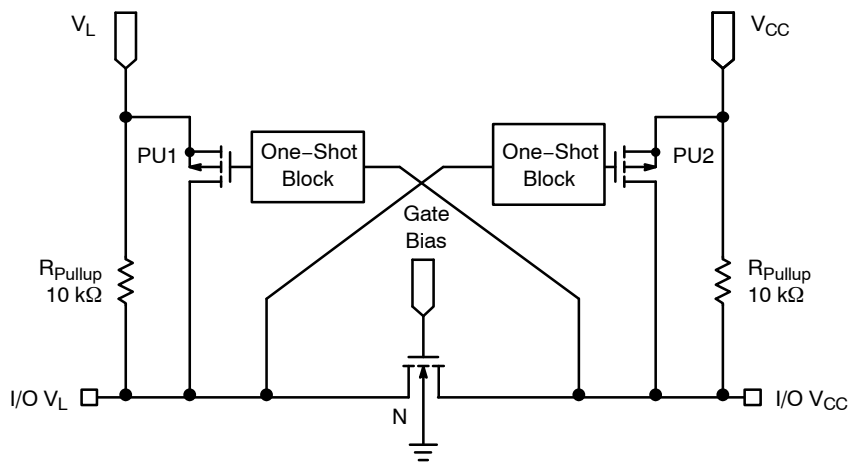 V_L
V_CC
PU1
One−Shot
Block
One−Shot
Block
PU2
Gate
Bias
R_Pullup
10 kΩ
R_Pullup
10 kΩ
I/O V_L
N
I/O V_CC